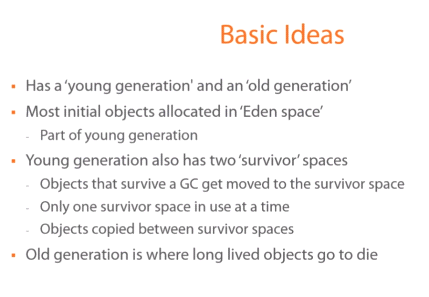 Basic Ideas
▪ Has a ‘young generation' and an ‘old generation’
▪ Most initial objects allocated in ‘Eden space’
- Part of young generation
▪ Young generation also has two ‘survivor’ spaces
- Objects that survive a GC get moved to the survivor space
- Only one survivor space in use at a time
- Objects copied between survivor spaces
▪ Old generation is where long lived objects go to die